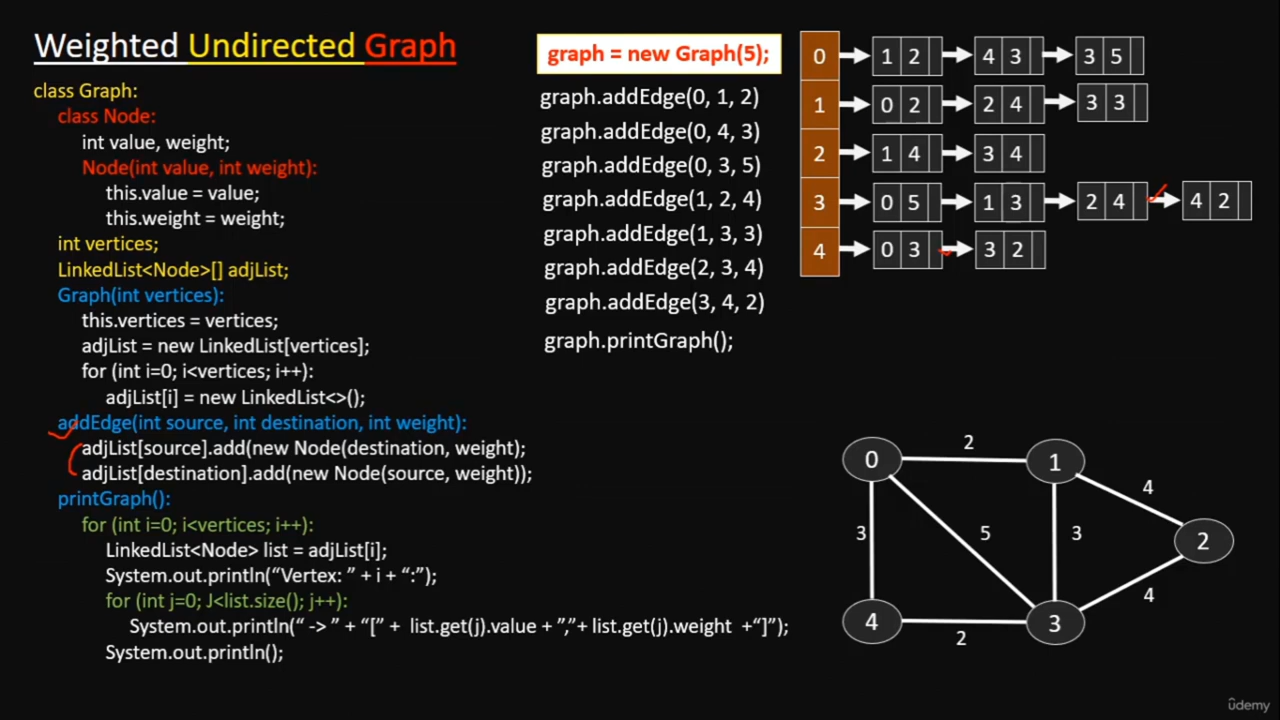 Weighted Undirected Graph
class Graph:
class Node:
int value, weight;
Node(int value, int weight):
this.value = value;
this.weight = weight;
int vertices;
LinkedList<Node>[] adjList;
Graph(int vertices):
this.vertices = vertices;
adjList = new LinkedList[vertices];
for (int i=0; i<vertices; i++):
adjList[i] = new LinkedList<>();
addEdge(int source, int destination, int weight):
adjList[source].add(new Node(destination, weight);
adjList[destination].add(new Node(source, weight));
printGraph():
for (int i=0; i<vertices; i++):
LinkedList<Node> list = adjList[i];
System.out.println(“Vertex: ” + i + “:”);
for (int j=0; J<list.size(); j++):
System.out.println(“ -> ” + “[” + list.get(j).value + ”,”+ list.get(j).weight +“]”);
System.out.println();
graph = new Graph(5);
graph.addEdge(0, 1, 2)
graph.addEdge(0, 4, 3)
graph.addEdge(0, 3, 5)
graph.addEdge(1, 2, 4)
graph.addEdge(1, 3, 3)
graph.addEdge(2, 3, 4)
graph.addEdge(3, 4, 2)
graph.printGraph();
0 1 2 4 3 3 5
1 0 2 2 4 3 3
2 1 4 3 4
3 0 5 1 3 2 4 4 2
4 0 3 3 2
2
0 1
4
3 5 3 2
4
4 3
2
ûdemy